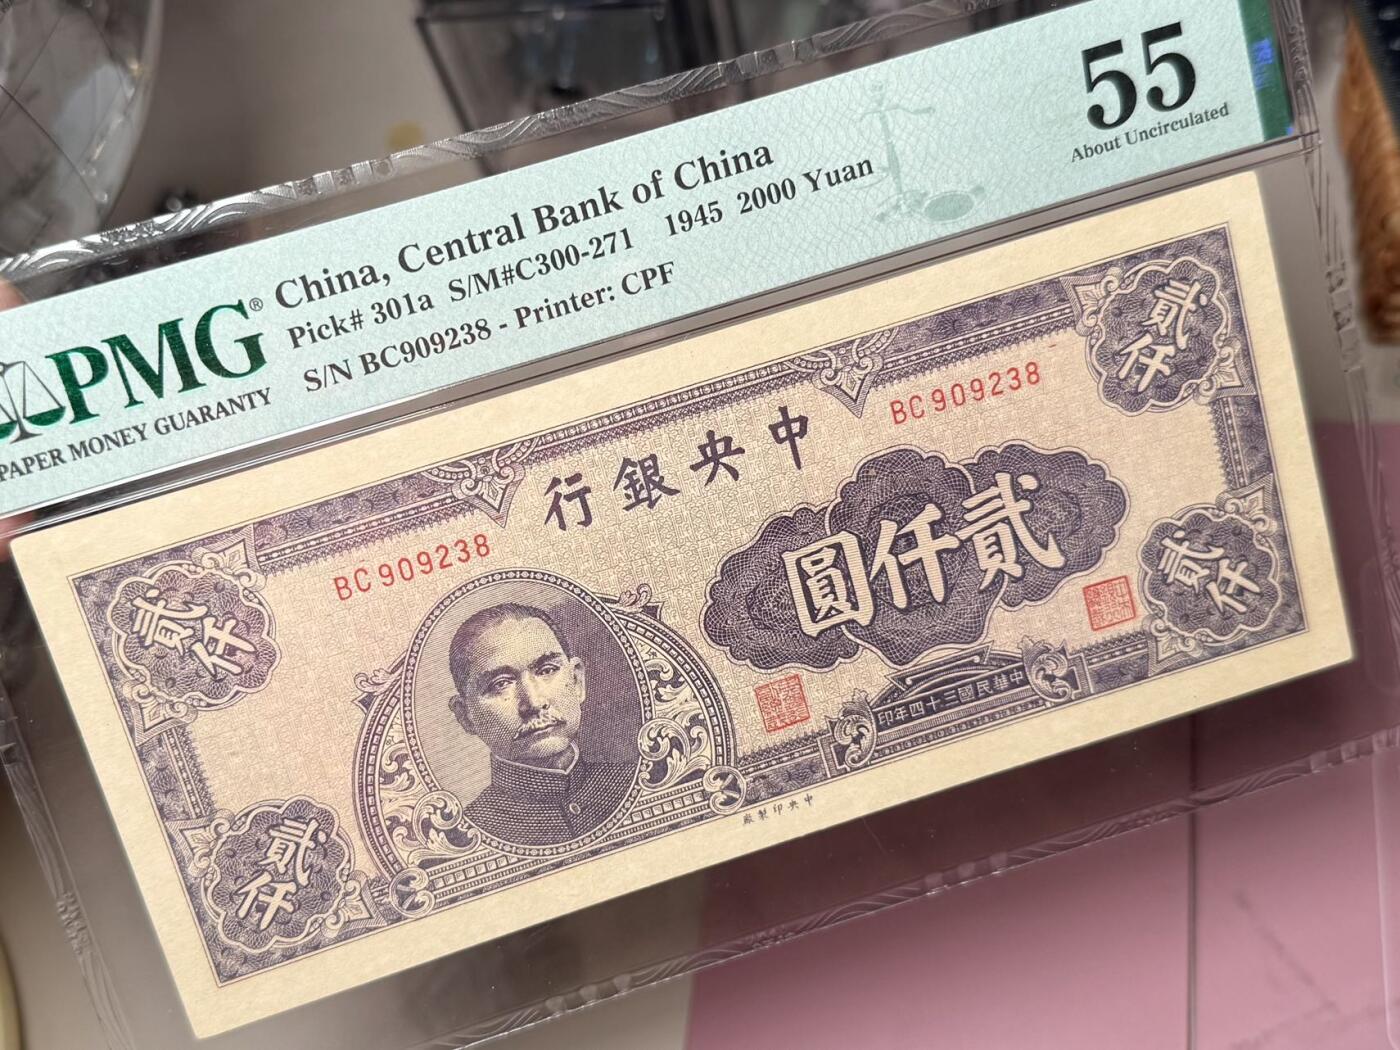 55
About Uncirculated
China, Central Bank of China
Pick# 301a S/M#C300-271 1945 2000 Yuan
S/N BC909238 - Printer: CPF
PMG®
PAPER MONEY GUARANTY
行銀央中
BC909238
BC909238
圓仟貳
貳仟
貳仟
貳仟
貳仟
印年四十三國民華中
廠製印央中